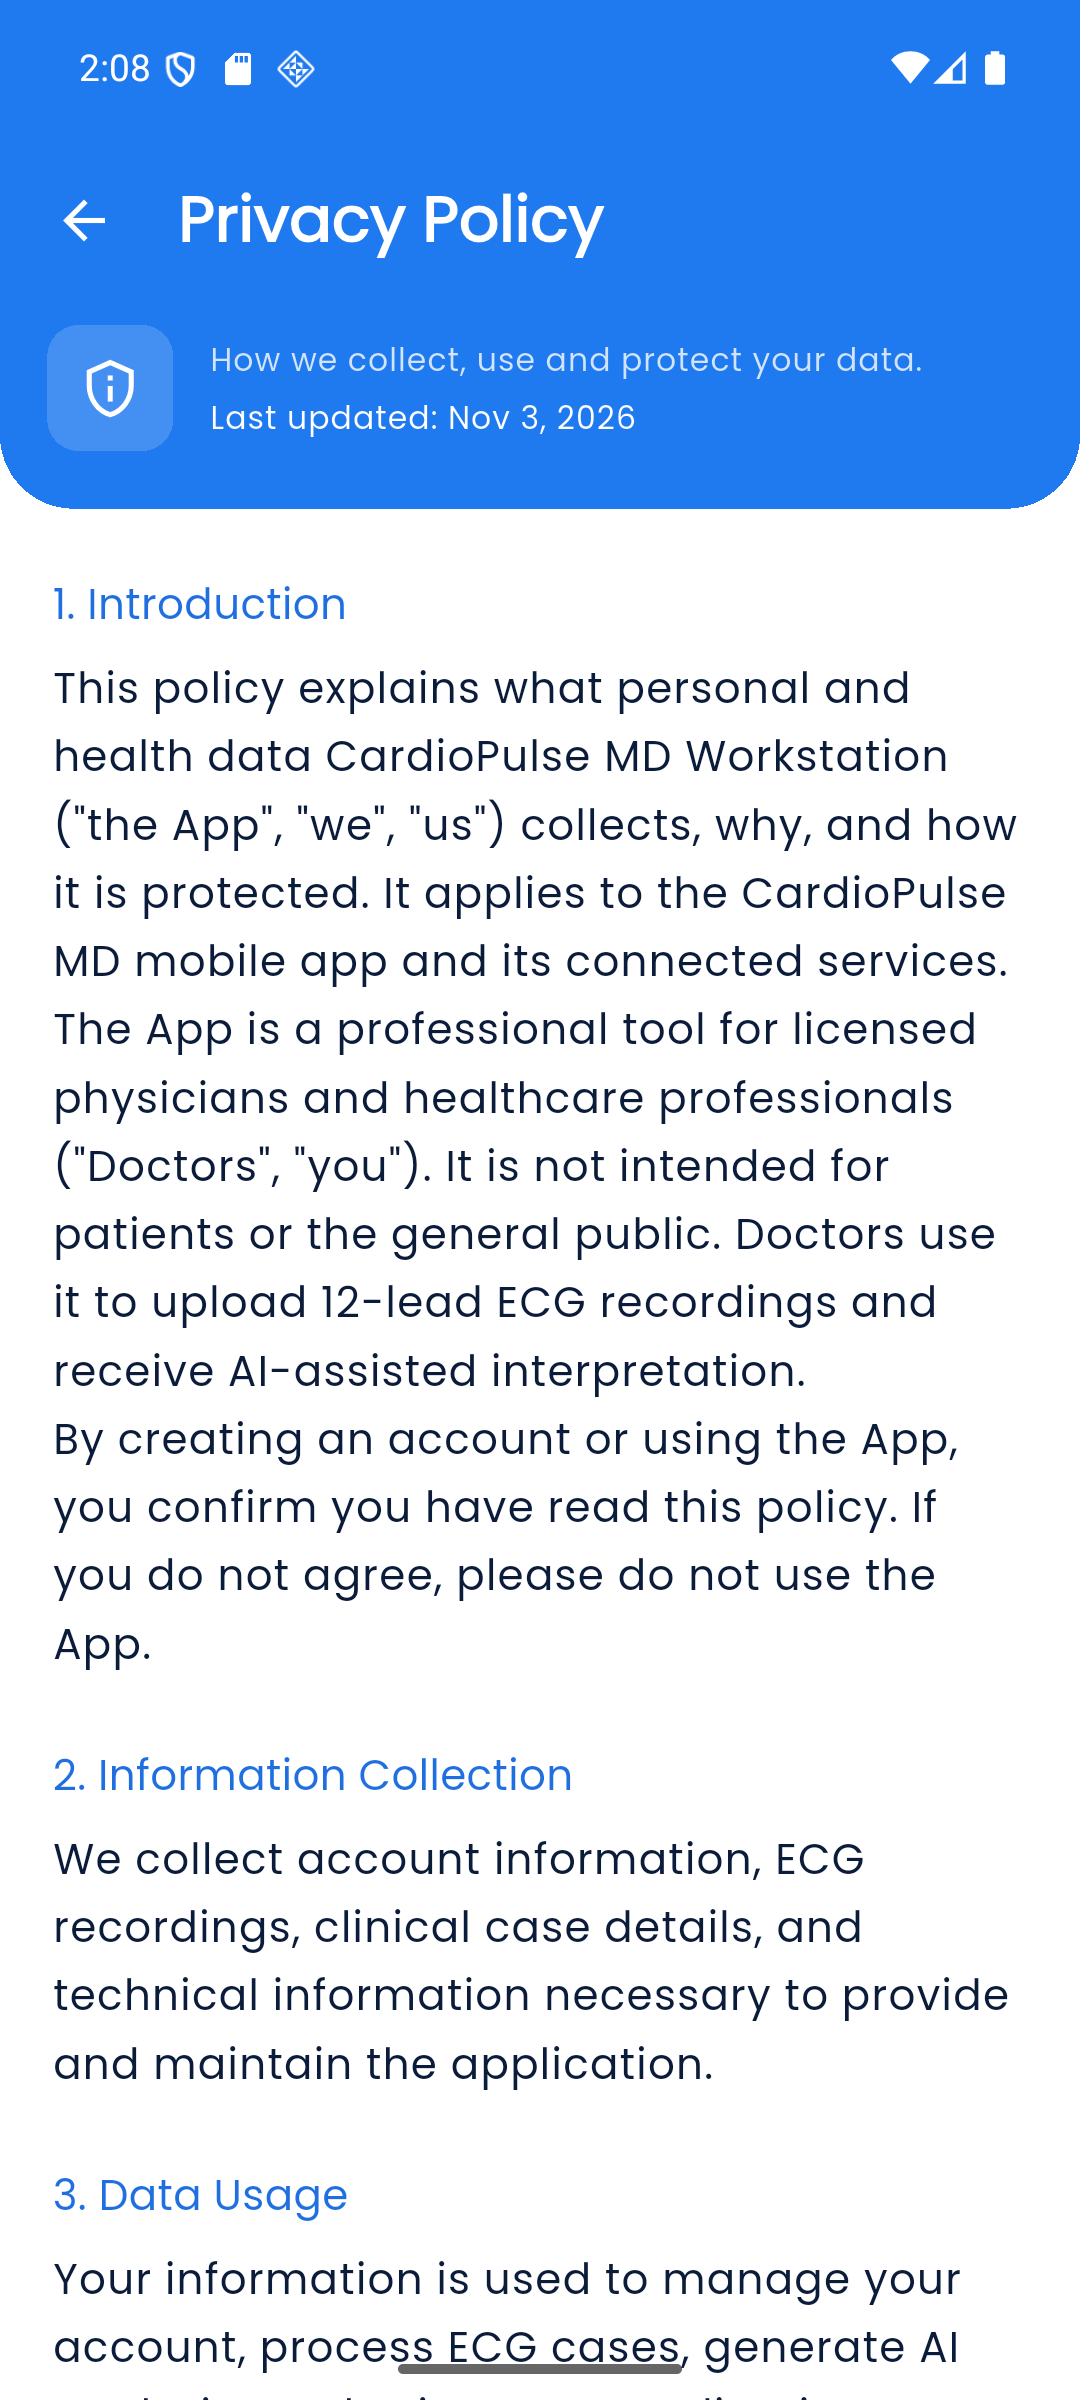 2:08
Privacy Policy
How we collect, use and protect your data.
Last updated: Nov 3, 2026
1. Introduction
This policy explains what personal and
health data CardioPulse MD Workstation
("the App", "we", "us") collects, why, and how
it is protected. It applies to the CardioPulse
MD mobile app and its connected services.
The App is a professional tool for licensed
physicians and healthcare professionals
("Doctors", "you"). It is not intended for
patients or the general public. Doctors use
it to upload 12-lead ECG recordings and
receive AI-assisted interpretation.
By creating an account or using the App,
you confirm you have read this policy. If
you do not agree, please do not use the
App.
2. Information Collection
We collect account information, ECG
recordings, clinical case details, and
technical information necessary to provide
and maintain the application.
3. Data Usage
Your information is used to manage your
account, process ECG cases, generate AI